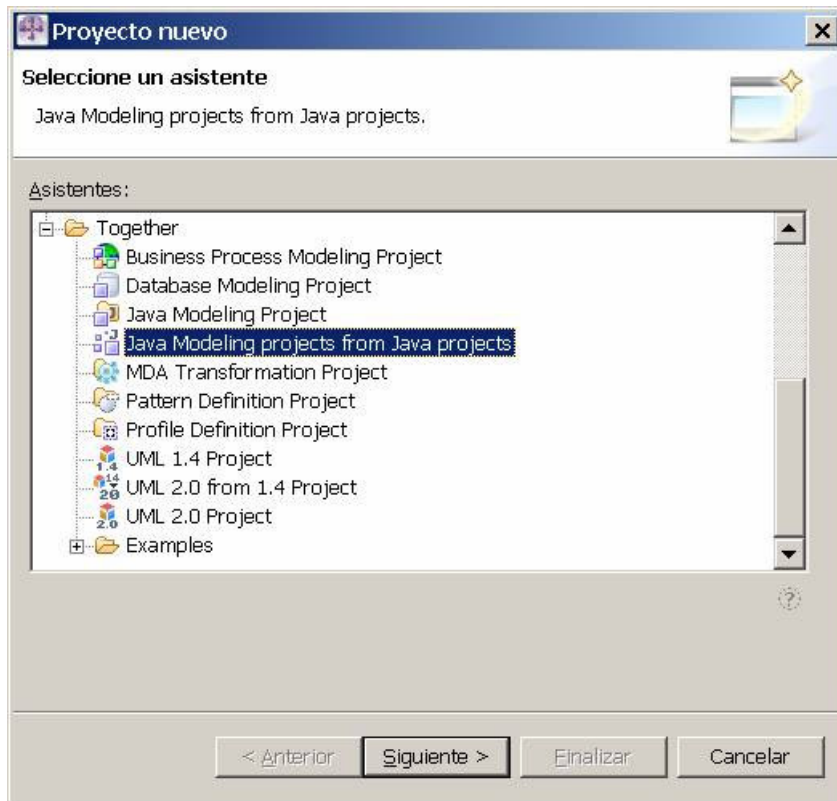 Proyecto nuevo
Seleccione un asistente
Java Modeling projects from Java projects.
Asistentes:
Together
Business Process Modeling Project
Database Modeling Project
Java Modeling Project
Java Modeling projects from Java projects
MDA Transformation Project
Pattern Definition Project
Profile Definition Project
UML 1.4 Project
UML 2.0 from 1.4 Project
UML 2.0 Project
Examples
< Anterior
Siguiente >
Finalizar
Cancelar